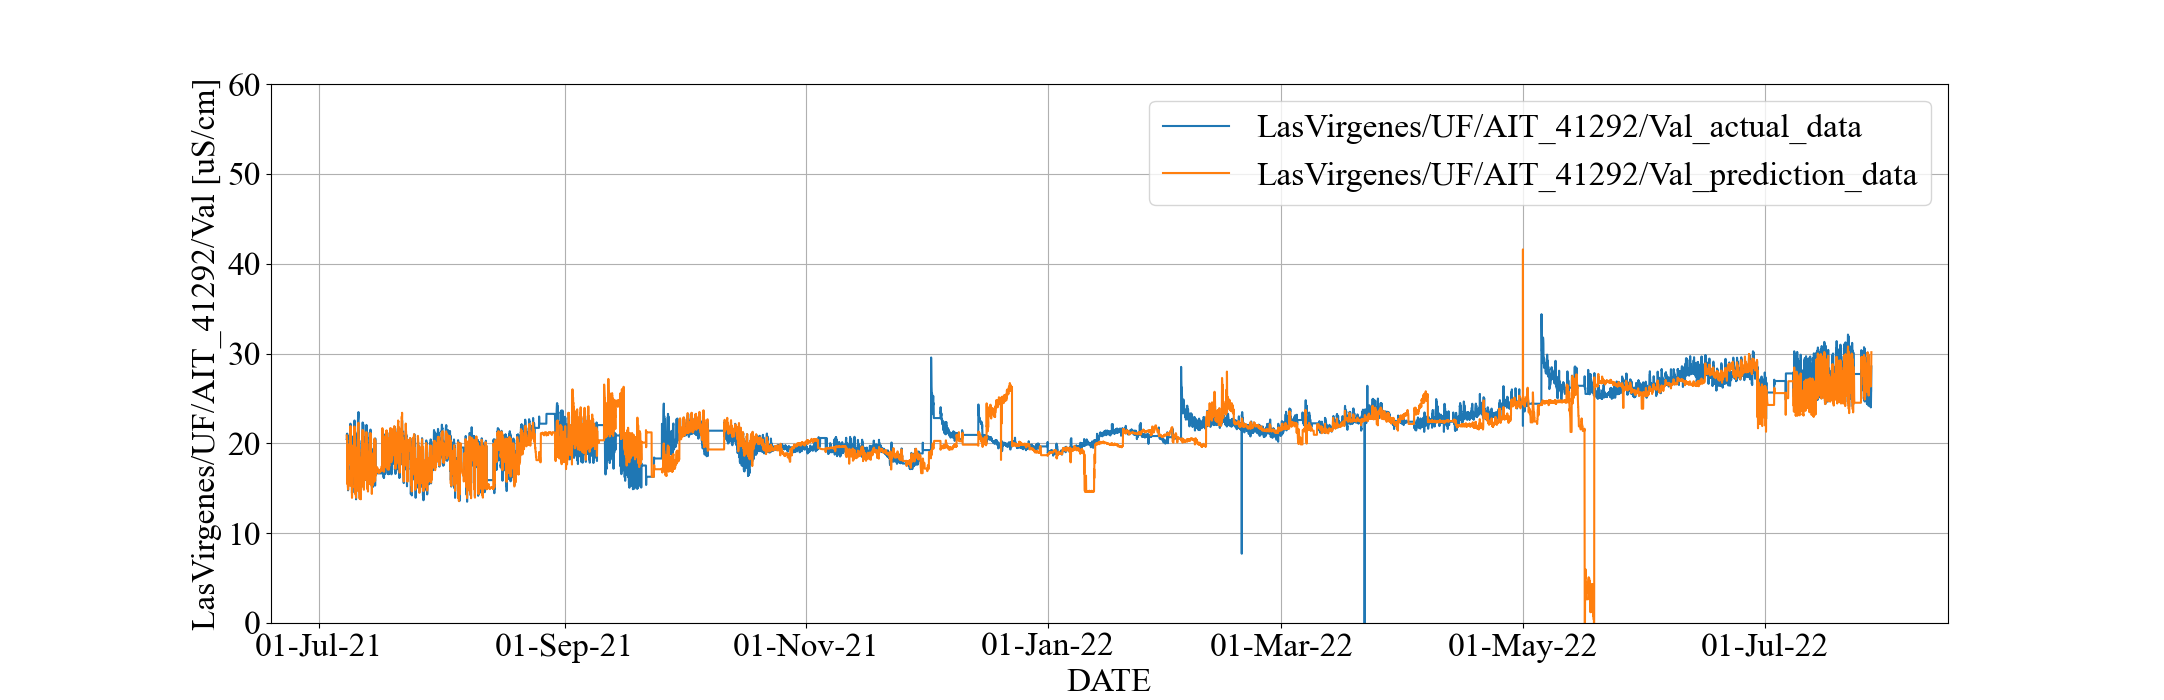 LasVirgenes/UF/AIT_41292/Val [uS/cm]
60
50
40
30
20
10
0
LasVirgenes/UF/AIT_41292/Val_actual_data
LasVirgenes/UF/AIT_41292/Val_prediction_data
01-Jul-21 01-Sep-21 01-Nov-21 01-Jan-22 01-Mar-22 01-May-22 01-Jul-22
DATE